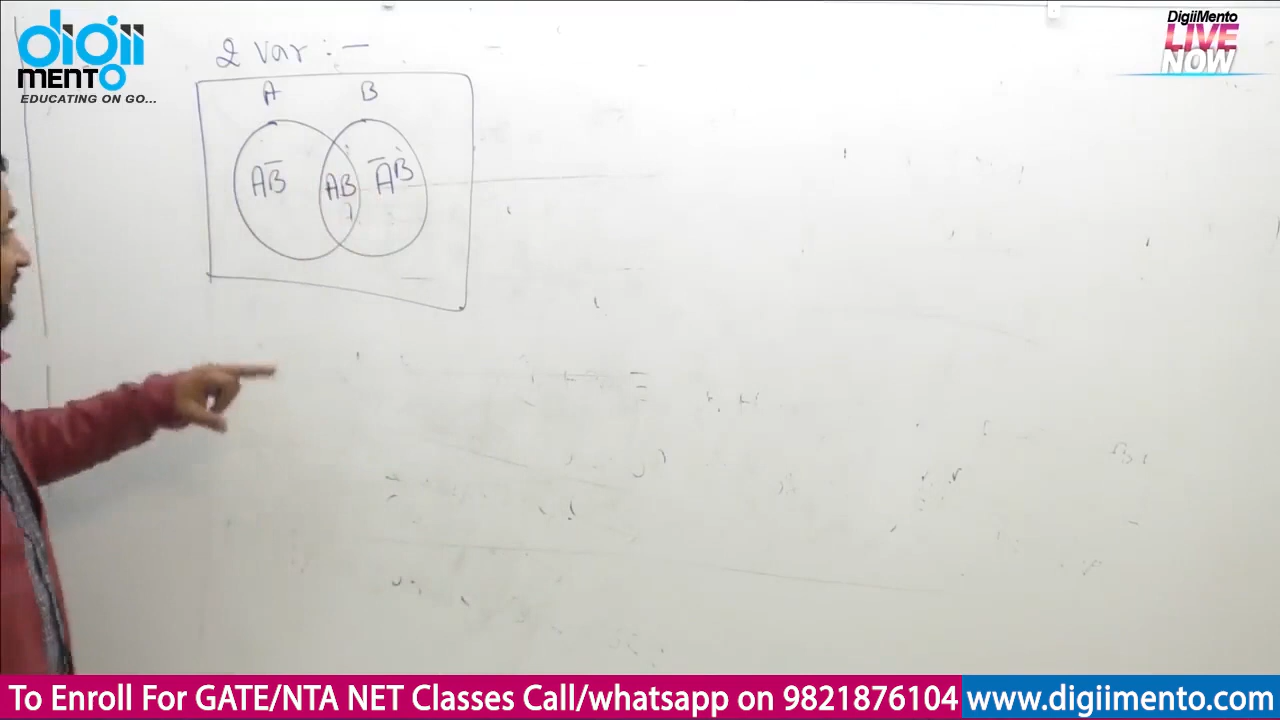 digii
mento
EDUCATING ON GO...
DigiiMento
LIVE
NOW
2 var :-
A B
AB̅ AB A̅B
To Enroll For GATE/NTA NET Classes Call/whatsapp on 9821876104 www.digiimento.com